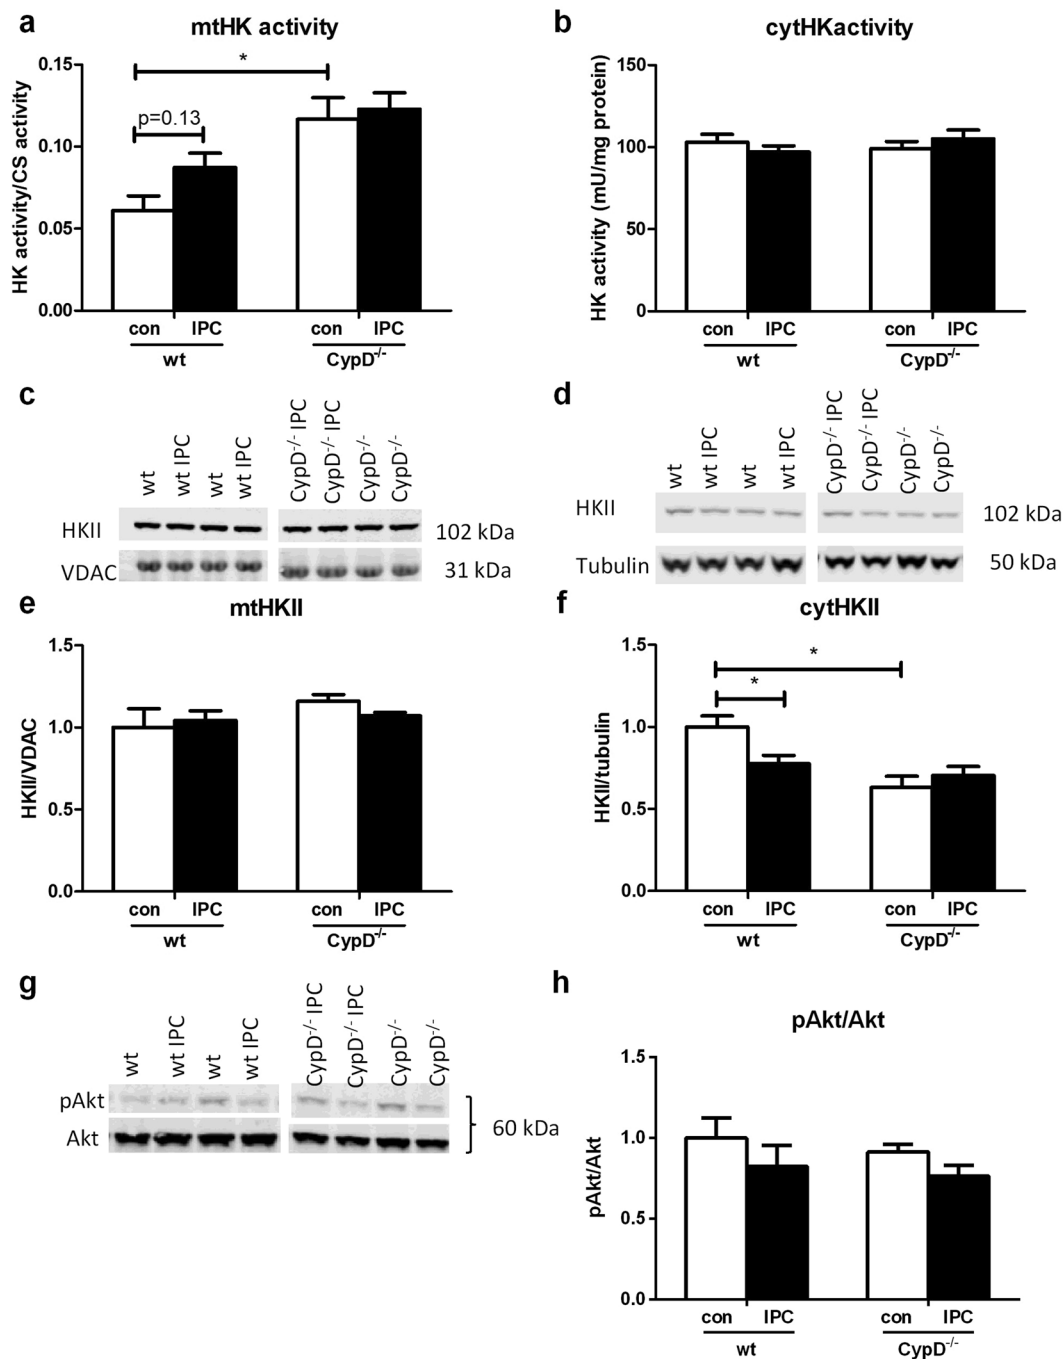 a
mtHK activity
HK activity/CS activity
0.15
0.10
0.05
0.00
*
p=0.13
con IPC con IPC
wt CypD-/-
b
cytHKactivity
HK activity (mU/mg protein)
150
100
50
0
con IPC con IPC
wt CypD-/-
c
wt wt IPC wt wt IPC CypD-/- IPC CypD-/- IPC CypD-/- CypD-/-
HKII 102 kDa
VDAC 31 kDa
d
wt wt IPC wt wt IPC CypD-/- IPC CypD-/- IPC CypD-/- CypD-/-
HKII 102 kDa
Tubulin 50 kDa
e
mtHKII
HKII/VDAC
1.5
1.0
0.5
0.0
con IPC con IPC
wt CypD-/-
f
cytHKII
HKII/tubulin
1.5
1.0
0.5
0.0
*
*
con IPC con IPC
wt CypD-/-
g
wt wt IPC wt wt IPC CypD-/- IPC CypD-/- IPC CypD-/- CypD-/-
pAkt
Akt
60 kDa
h
pAkt/Akt
pAkt/Akt
1.5
1.0
0.5
0.0
con IPC con IPC
wt CypD-/-